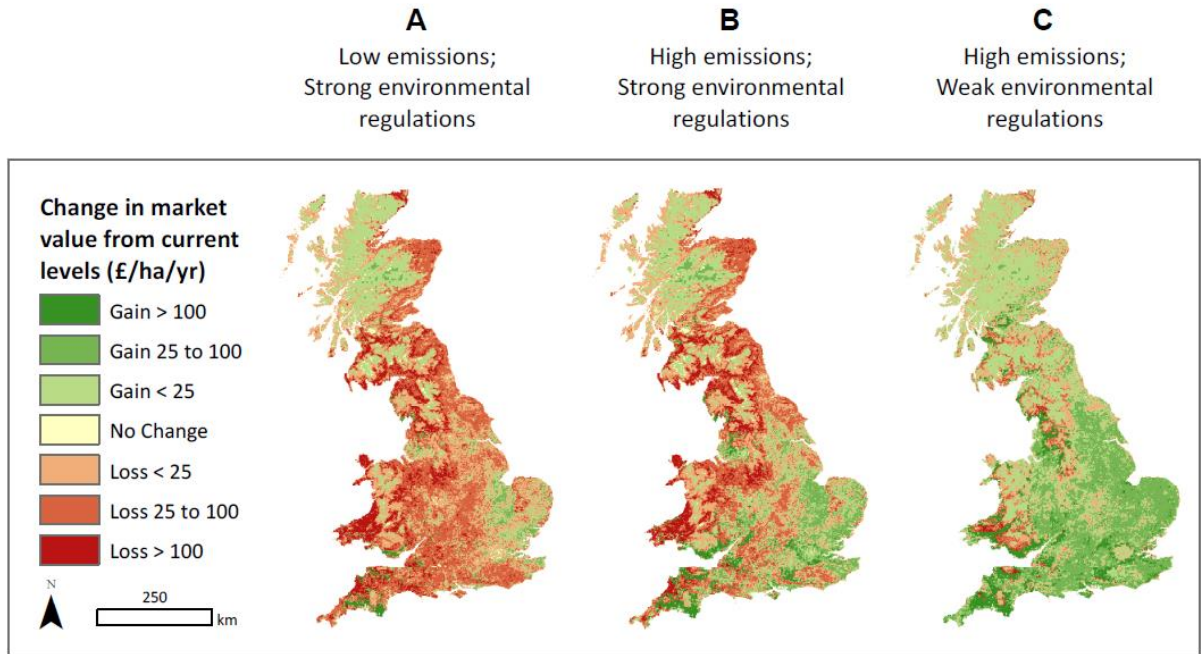 A
Low emissions;
Strong environmental
regulations
B
High emissions;
Strong environmental
regulations
C
High emissions;
Weak environmental
regulations
Change in market
value from current
levels (£/ha/yr)
Gain > 100
Gain 25 to 100
Gain < 25
No Change
Loss < 25
Loss 25 to 100
Loss > 100
N
250
km